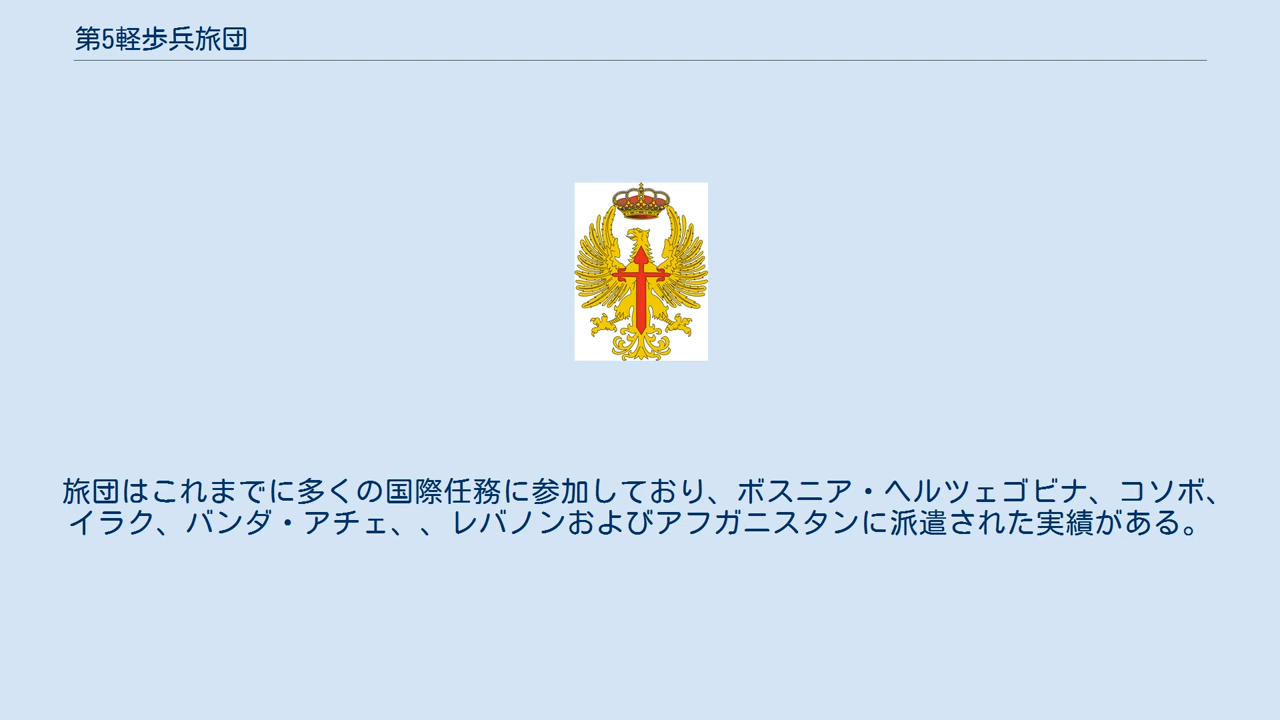 第5軽歩兵旅団
旅団はこれまでに多くの国際任務に参加しており、ボスニア・ヘルツェゴビナ、コソボ、
イラク、バンダ・アチェ、、レバノンおよびアフガニスタンに派遣された実績がある。